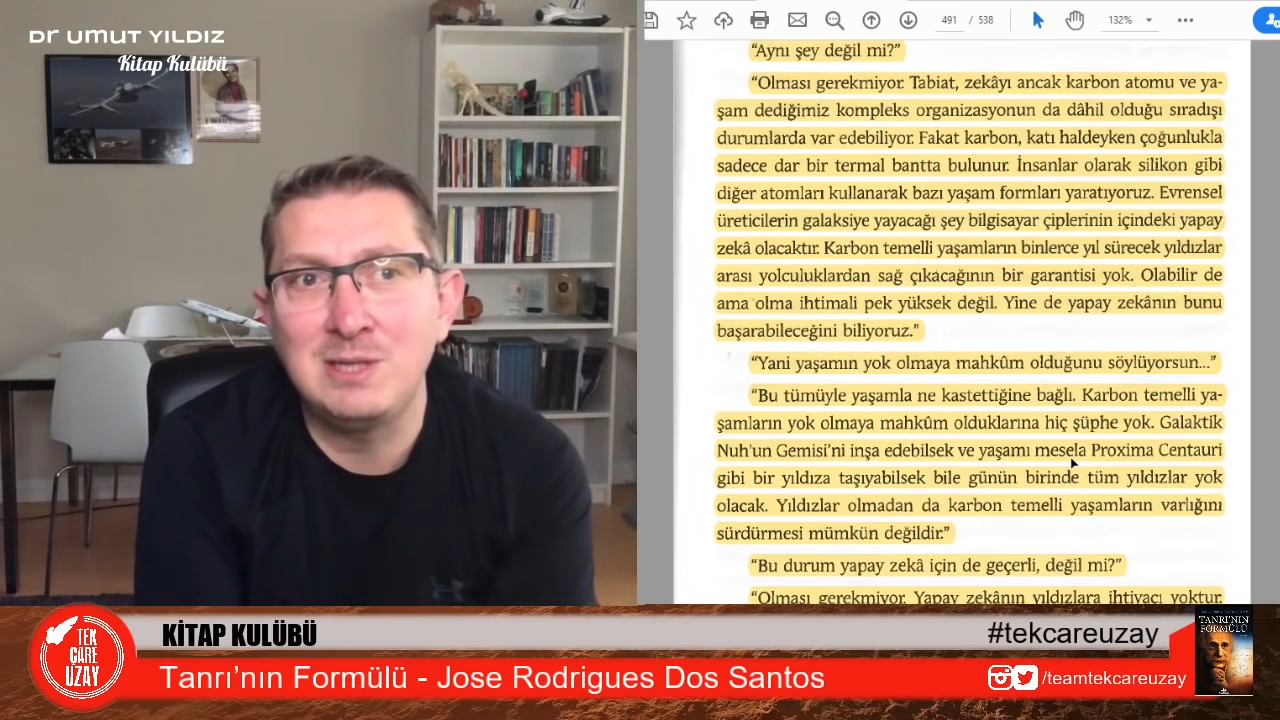 Dr UMUT YILDIZ
Kitap Kulübü
491 / 538
132%
“Aynı şey değil mi?”
“Olması gerekmiyor. Tabiat, zekâyı ancak karbon atomu ve ya-
şam dediğimiz kompleks organizasyonun da dâhil olduğu sıradışı
durumlarda var edebiliyor. Fakat karbon, katı haldeyken çoğunlukla
sadece dar bir termal bantta bulunur. İnsanlar olarak silikon gibi
diğer atomları kullanarak bazı yaşam formları yaratıyoruz. Evrensel
üreticilerin galaksiye yayacağı şey bilgisayar çiplerinin içindeki yapay
zekâ olacaktır. Karbon temelli yaşamların binlerce yıl sürecek yıldızlar
arası yolculuklardan sağ çıkacağının bir garantisi yok. Olabilir de
ama olma ihtimali pek yüksek değil. Yine de yapay zekânın bunu
başarabileceğini biliyoruz.”
“Yani yaşamın yok olmaya mahkûm olduğunu söylüyorsun...”
“Bu tümüyle yaşamla ne kastettiğine bağlı. Karbon temelli ya-
şamların yok olmaya mahkûm olduklarına hiç şüphe yok. Galaktik
Nuh’un Gemisi’ni inşa edebilsek ve yaşamı mesela Proxima Centauri
gibi bir yıldıza taşıyabilsek bile günün birinde tüm yıldızlar yok
olacak. Yıldızlar olmadan da karbon temelli yaşamların varlığını
sürdürmesi mümkün değildir.”
“Bu durum yapay zekâ için de geçerli, değil mi?”
“Olması gerekmiyor. Yapay zekânın yıldızlara ihtiyacı yoktur.
TEK
ÇARE
UZAY
KİTAP KULÜBÜ
#tekcareuzay
Tanrı’nın Formülü - Jose Rodrigues Dos Santos
/teamtekcareuzay
TANRI'NIN
FORMÜLÜ